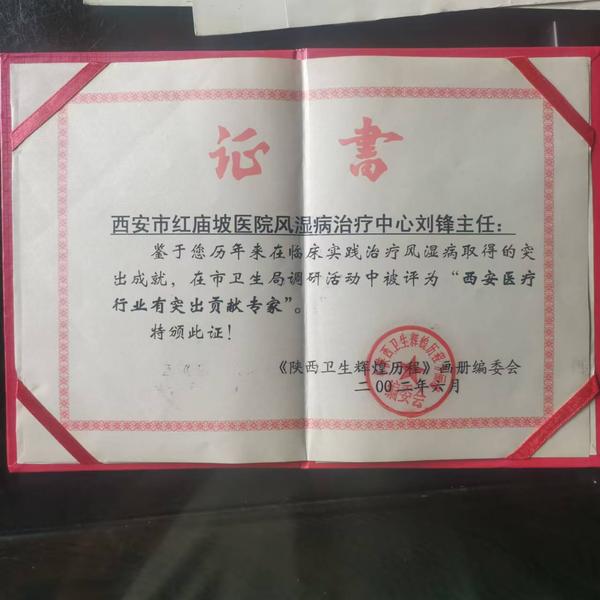 证书
西安市红庙坡医院风湿病治疗中心刘锋主任：
鉴于您历年来在临床实践治疗风湿病取得的突
出成就，在市卫生局调研活动中被评为“西安医疗
行业有突出贡献专家”。
特颁此证！
《陕西卫生辉煌历程》画册编委会
二00二年六月
编委会